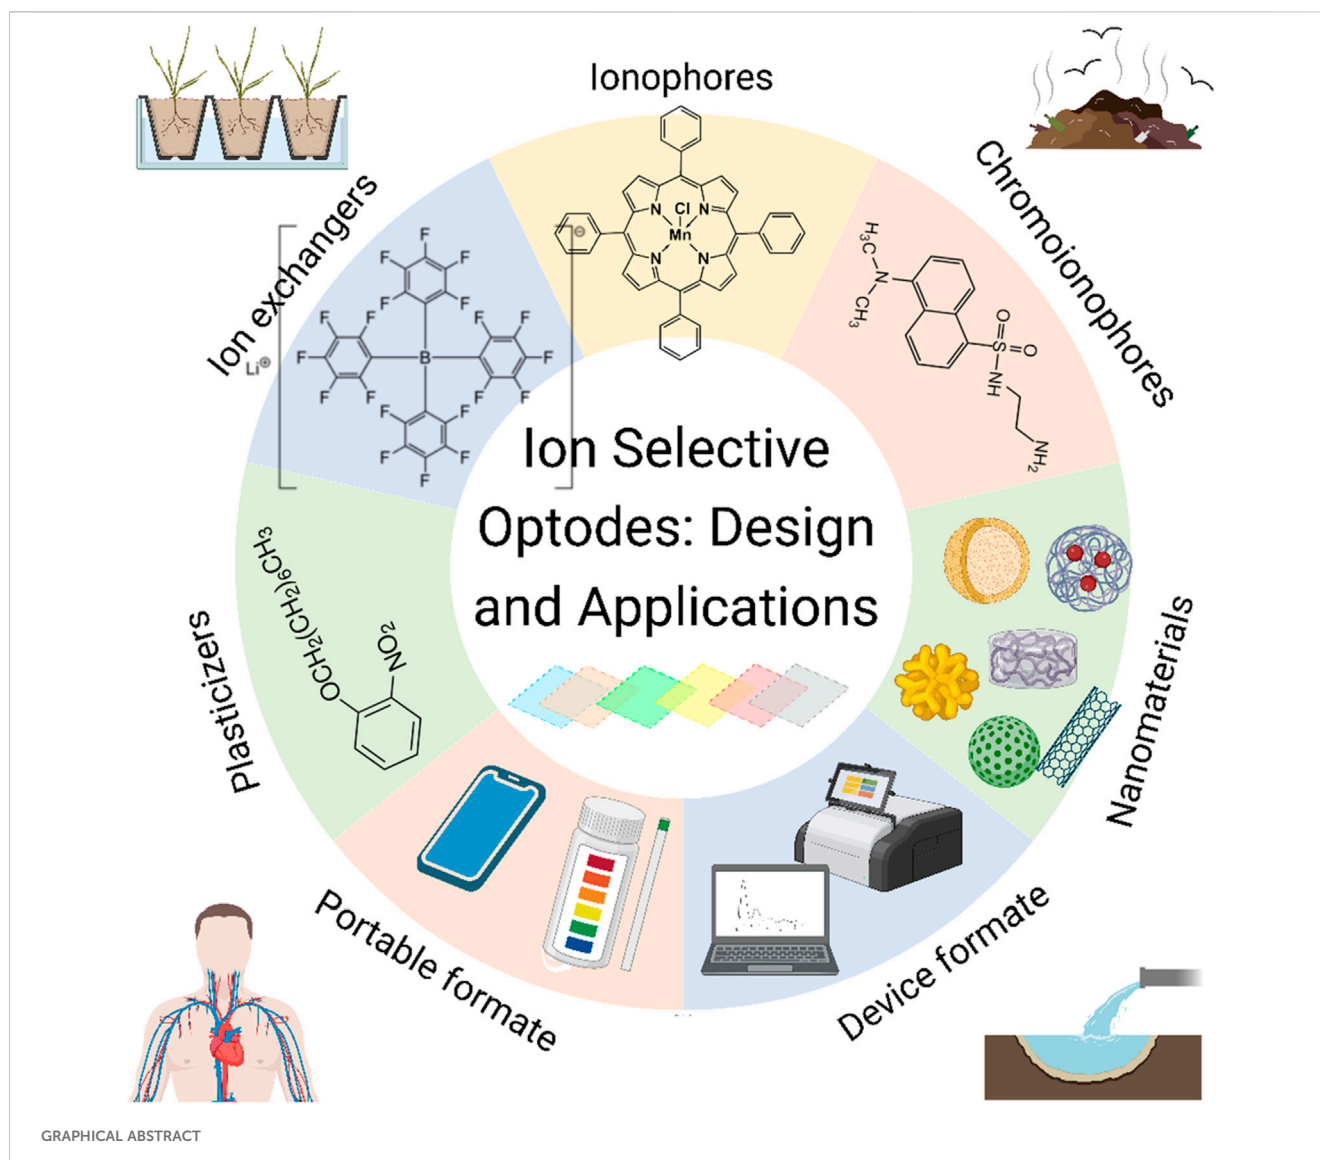 Ionophores
Chromoionophores
Ion exchangers
Cl
N
N
Mn
N
N
H3C
N
CH3
O
S
O
NH
NH2
Li⊕
⊖
F
F
F
F
F
F
F
F
F
F
B
F
F
F
F
F
F
F
F
F
F
Ion Selective
Optodes: Design
and Applications
OCH2(CH2)6CH3
NO2
Plasticizers
Nanomaterials
Portable formate
Device formate
GRAPHICAL ABSTRACT